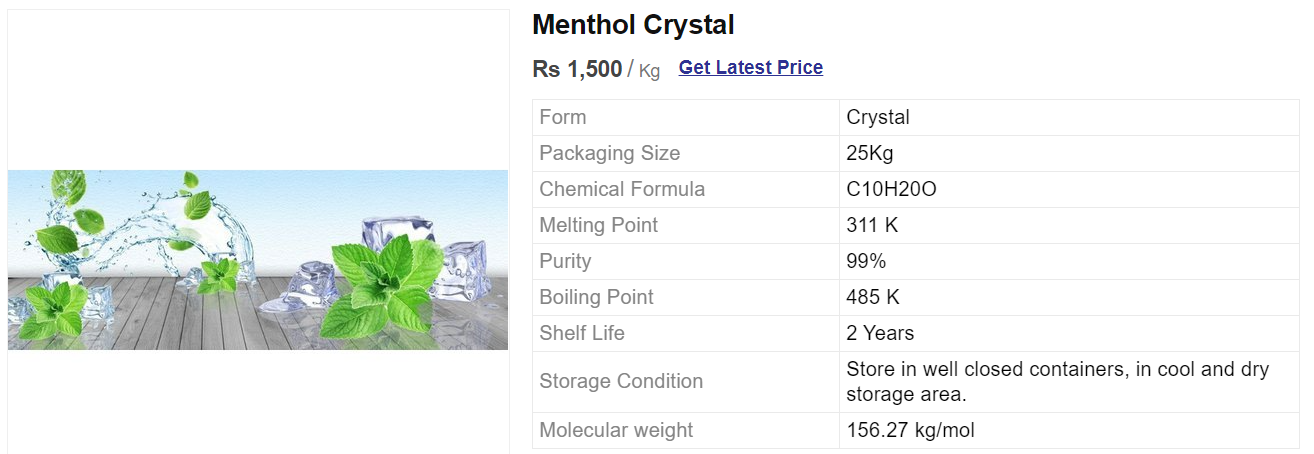 Menthol Crystal
Rs 1,500 / Kg Get Latest Price
Form Crystal
Packaging Size 25Kg
Chemical Formula C10H20O
Melting Point 311 K
Purity 99%
Boiling Point 485 K
Shelf Life 2 Years
Storage Condition Store in well closed containers, in cool and dry
storage area.
Molecular weight 156.27 kg/mol